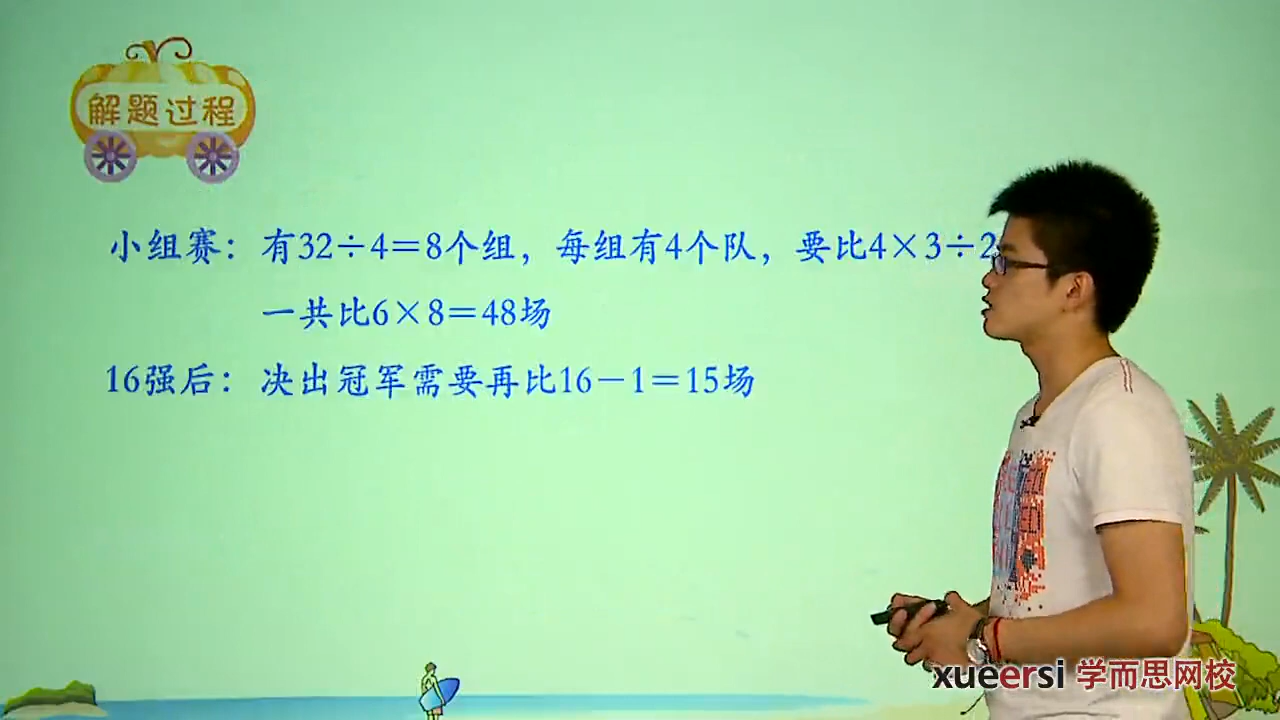 解题过程
小组赛：有32÷4＝8个组，每组有4个队，要比4×3÷2
一共比6×8＝48场
16强后：决出冠军需要再比16－1＝15场
xueersi 学而思网校